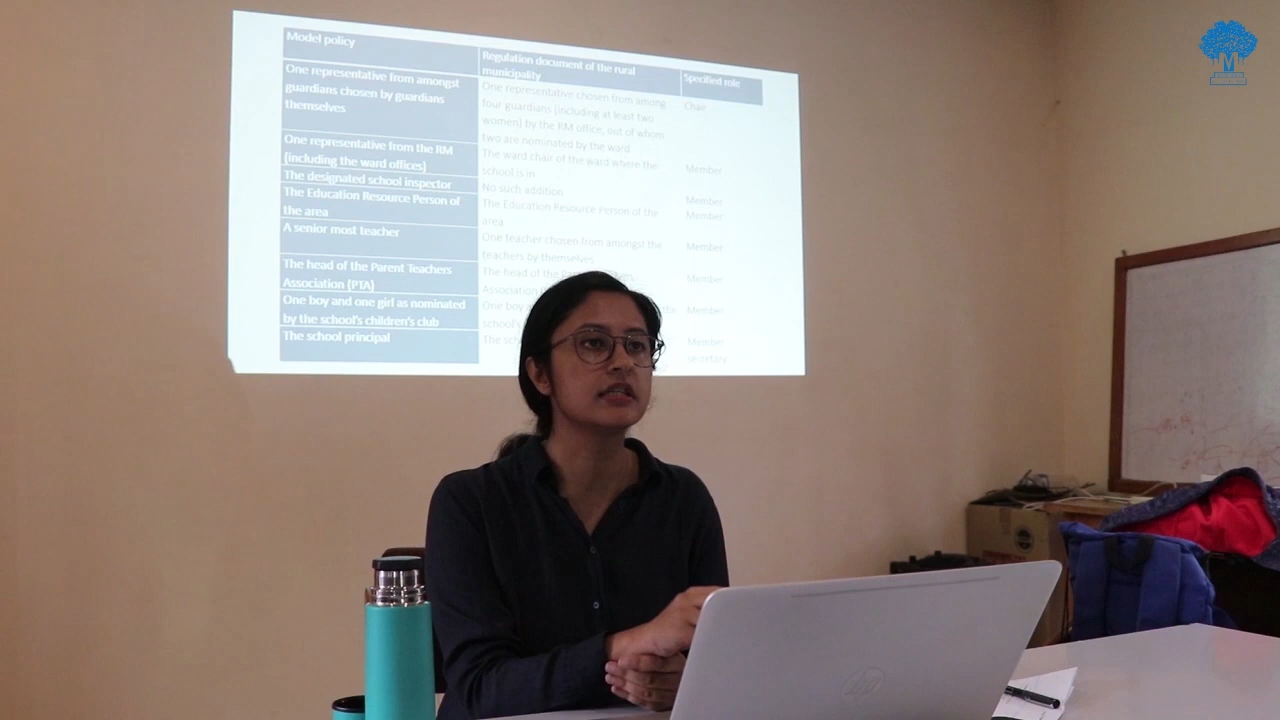 Model policy
Regulation document of the rural
municipality
Specified role
One representative from amongst
guardians chosen by guardians
themselves
One representative chosen from among
four guardians (including at least two
women) by the RM office, out of whom
two are nominated by the ward
Chair
One representative from the RM
(including the ward offices)
The ward chair of the ward where the
school is in
Member
The designated school inspector
No such addition
Member
The Education Resource Person of
the area
The Education Resource Person of the
area
Member
A senior most teacher
One teacher chosen from amongst the
teachers by themselves
Member
The head of the Parent Teachers
Association (PTA)
The head of the
Association
Member
One boy and one girl as nominated
by the school's children's club
One boy
Member
The school principal
The
Member
secretary
M
hp